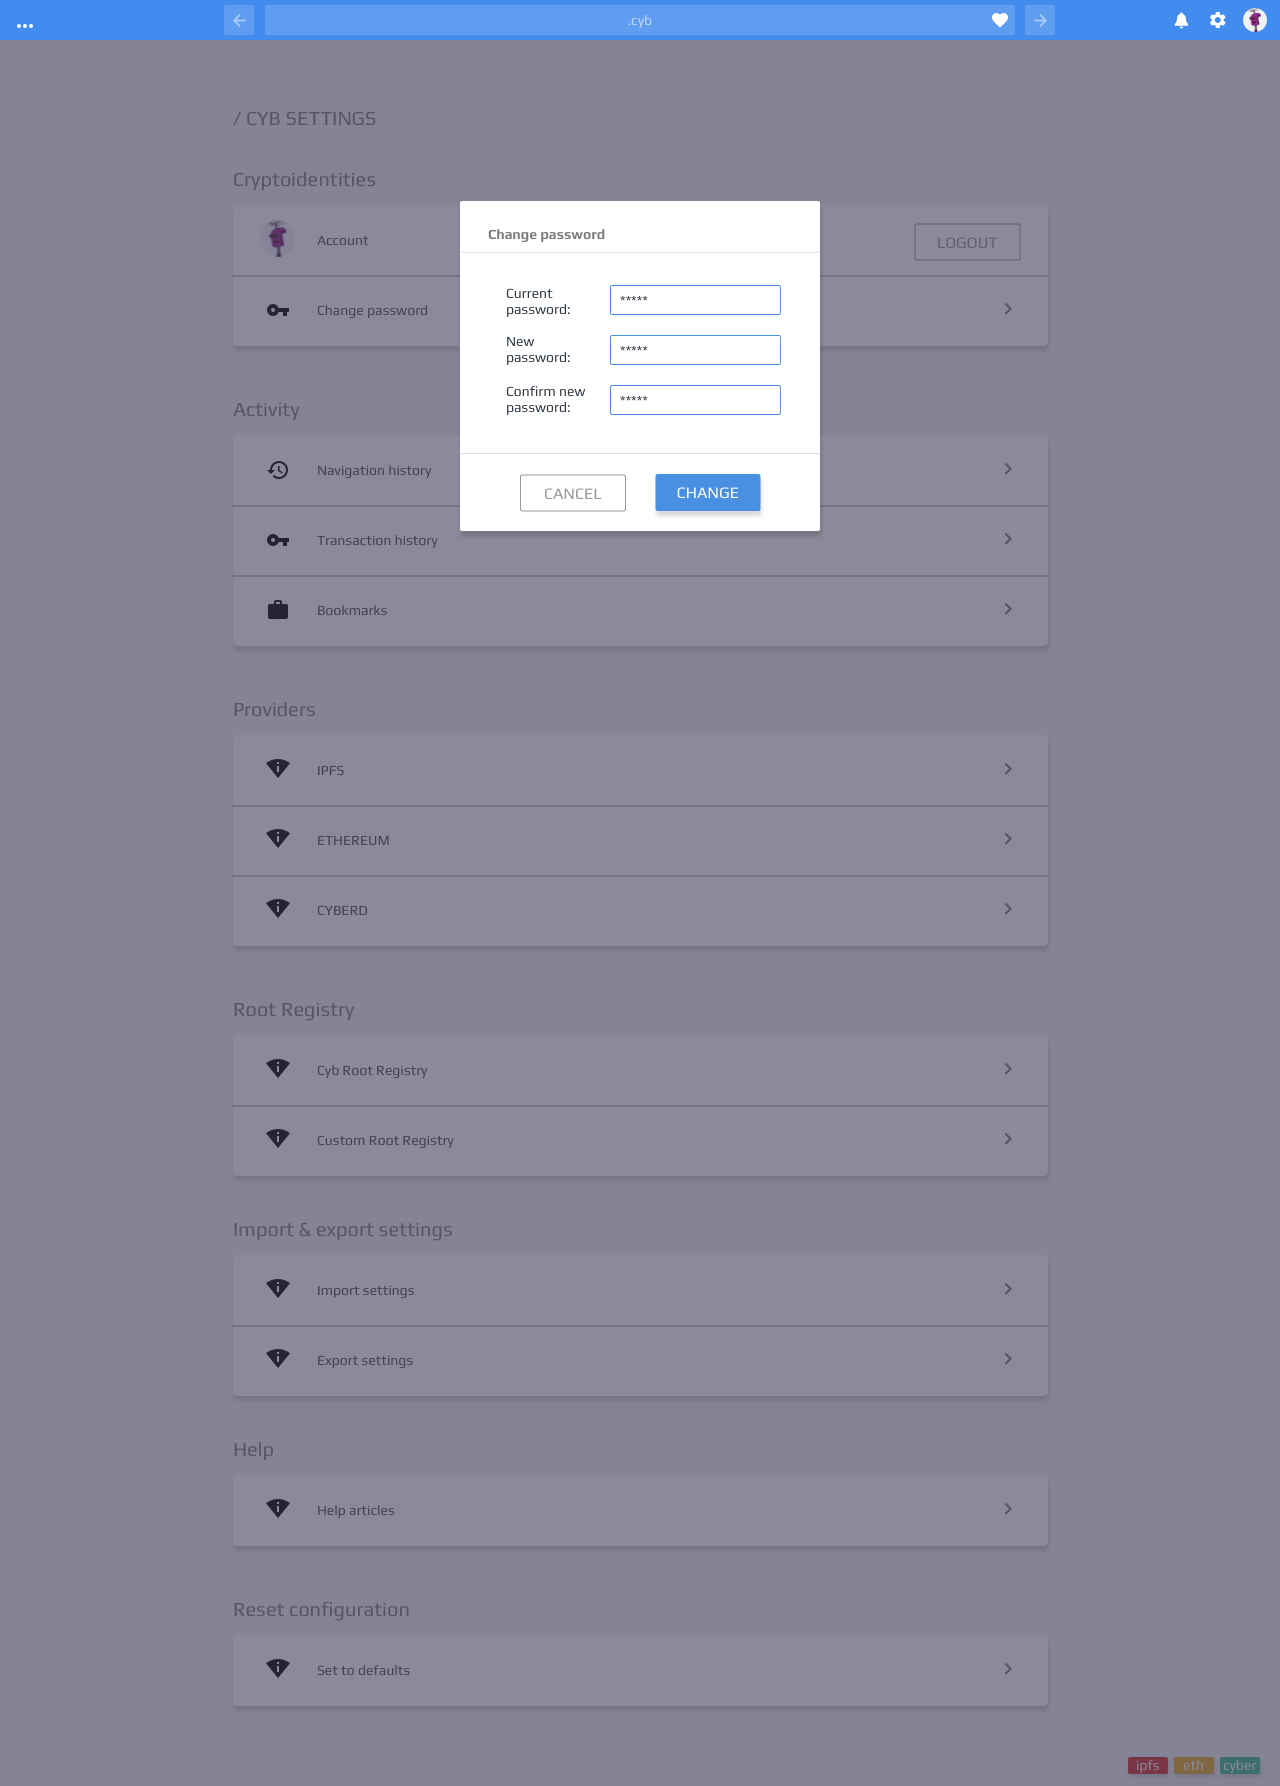 .cyb
/ CYB SETTINGS
Cryptoidentities
Account
LOGOUT
Change password
Change password
Current
password:
*****
New
password:
*****
Confirm new
password:
*****
CANCEL
CHANGE
Activity
Navigation history
Transaction history
Bookmarks
Providers
IPFS
ETHEREUM
CYBERD
Root Registry
Cyb Root Registry
Custom Root Registry
Import & export settings
Import settings
Export settings
Help
Help articles
Reset configuration
Set to defaults
ipfs
eth
cyber